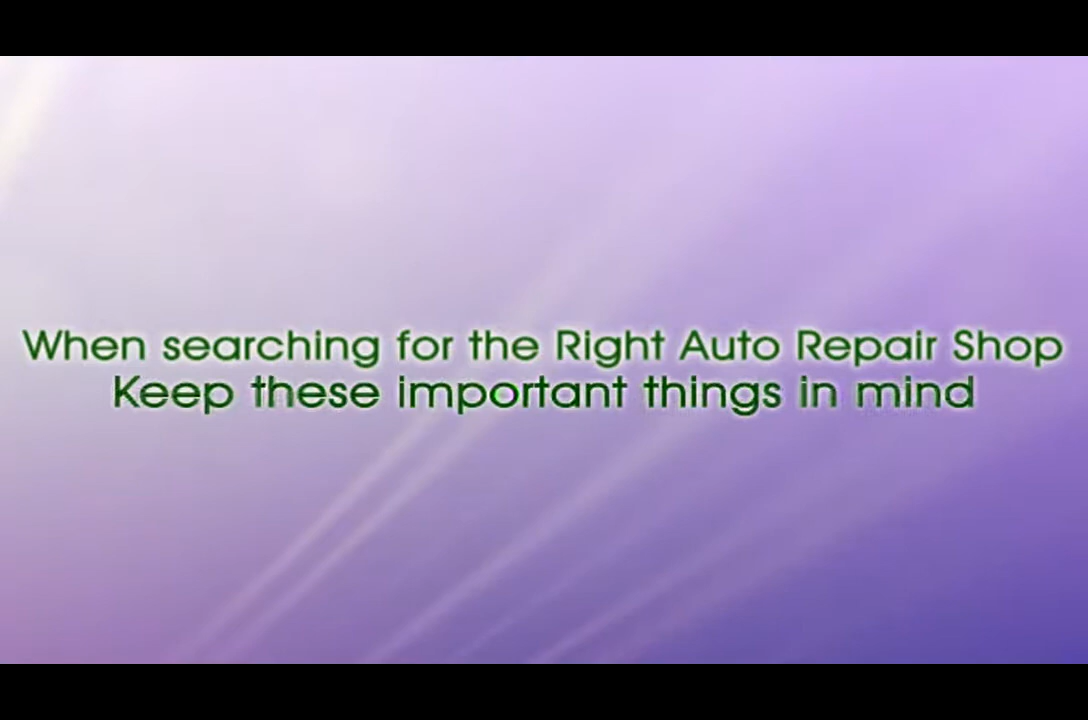 When searching for the Right Auto Repair Shop
Keep these important things in mind